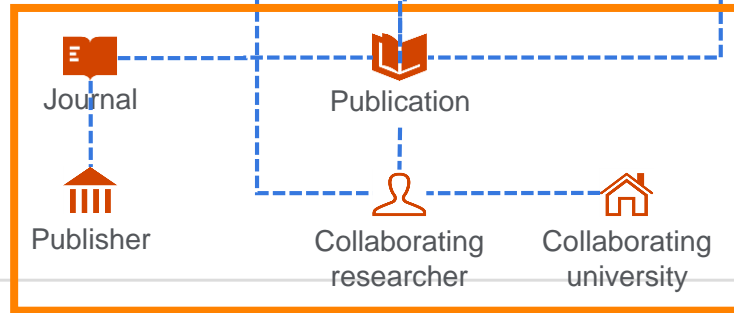 Journal
Publication
Publisher
Collaborating
researcher
Collaborating
university